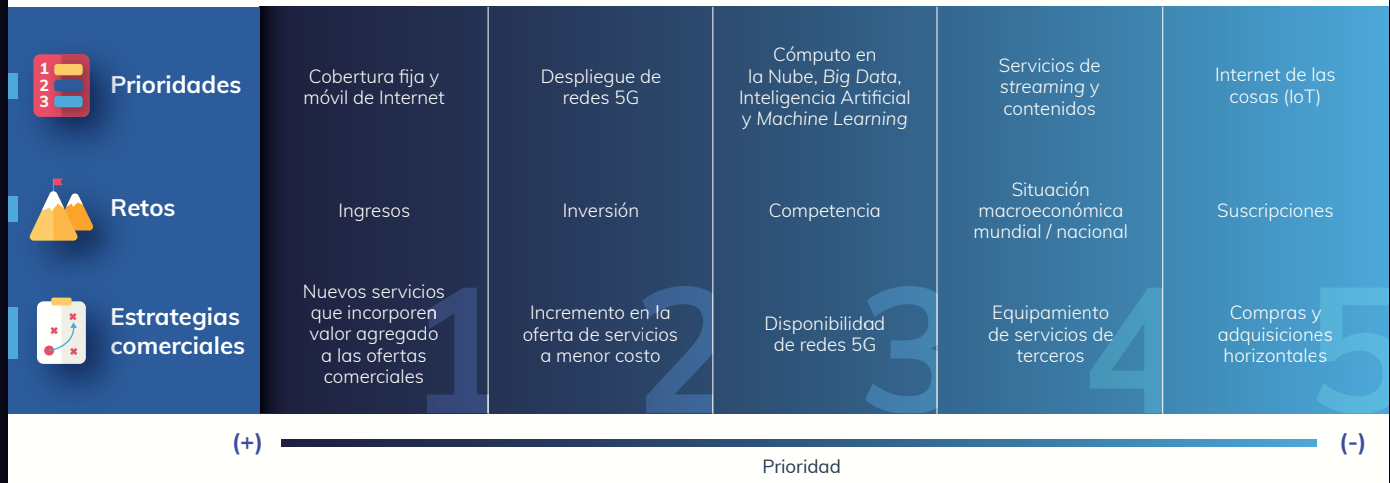 1
2
3
Prioridades
Cobertura fija y
móvil de Internet
Despliegue de
redes 5G
Cómputo en
la Nube, Big Data,
Inteligencia Artificial
y Machine Learning
Servicios de
streaming y
contenidos
Internet de las
cosas (IoT)
Retos
Ingresos
Inversión
Competencia
Situación
macroeconómica
mundial / nacional
Suscripciones
Estrategias
comerciales
Nuevos servicios
que incorporen
valor agregado
a las ofertas
comerciales
1
Incremento en la
oferta de servicios
a menor costo
2
Disponibilidad
de redes 5G
3
Equipamiento
de servicios de
terceros
4
Compras y
adquisiciones
horizontales
5
(+)
(-)
Prioridad